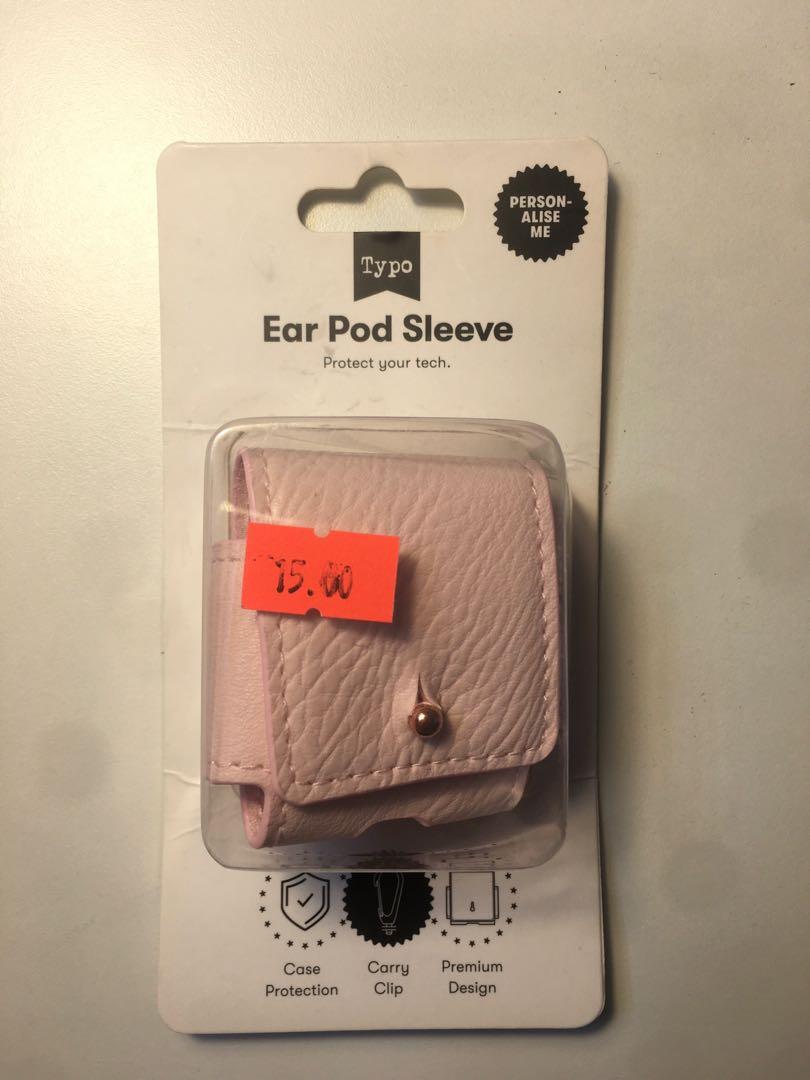 PERSON-
ALISE
ME
Typo
Ear Pod Sleeve
Protect your tech.
15.00
Case
Protection
Carry
Clip
Premium
Design